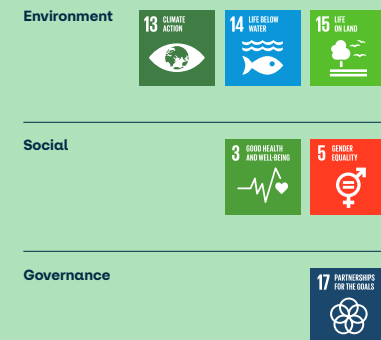 Environment
13 CLIMATE
ACTION
14 LIFE BELOW
WATER
15 LIFE
ON LAND
Social
3 GOOD HEALTH
AND WELL-BEING
5 GENDER
EQUALITY
Governance
17 PARTNERSHIPS
FOR THE GOALS